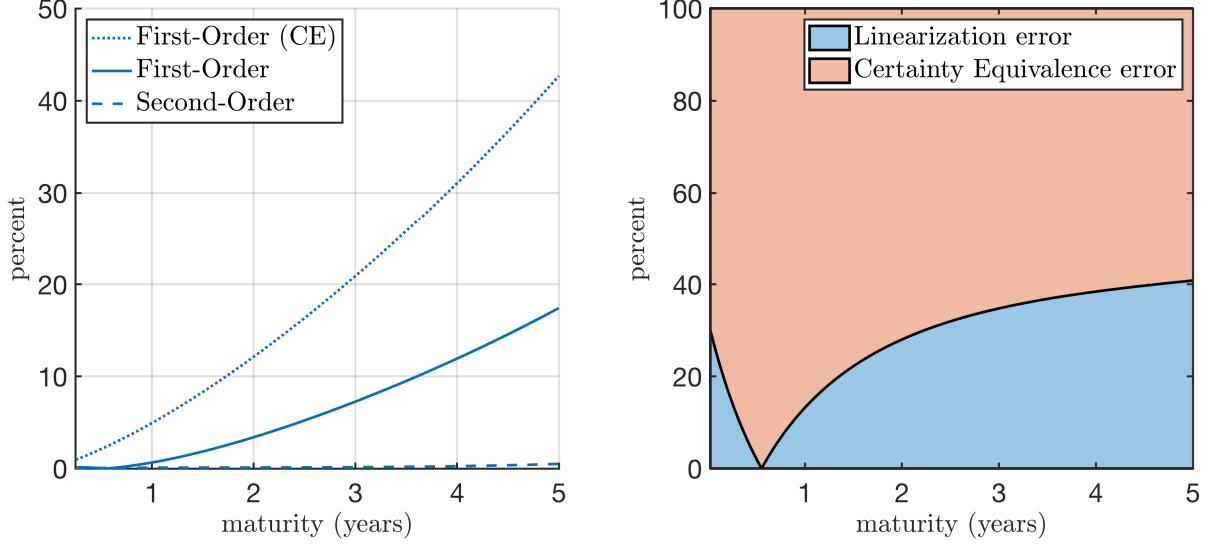 50
40
30
20
10
0
percent
First-Order (CE)
First-Order
Second-Order
1 2 3 4 5
maturity (years)
100
80
60
40
20
0
percent
Linearization error
Certainty Equivalence error
1 2 3 4 5
maturity (years)